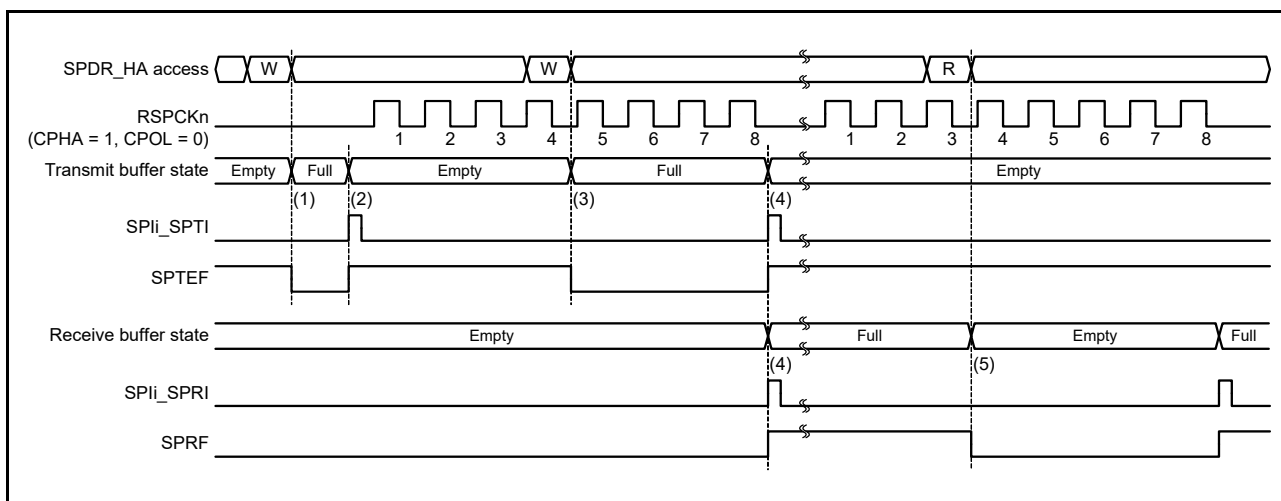 SPDR_HA access W W R
RSPCKn
(CPHA = 1, CPOL = 0)
1 2 3 4 5 6 7 8 1 2 3 4 5 6 7 8
Transmit buffer state Empty Full Empty Full Empty
(1) (2) (3) (4)
SPIi_SPTI
SPTEF
Receive buffer state Empty Full Empty Full
(4) (5)
SPIi_SPRI
SPRF